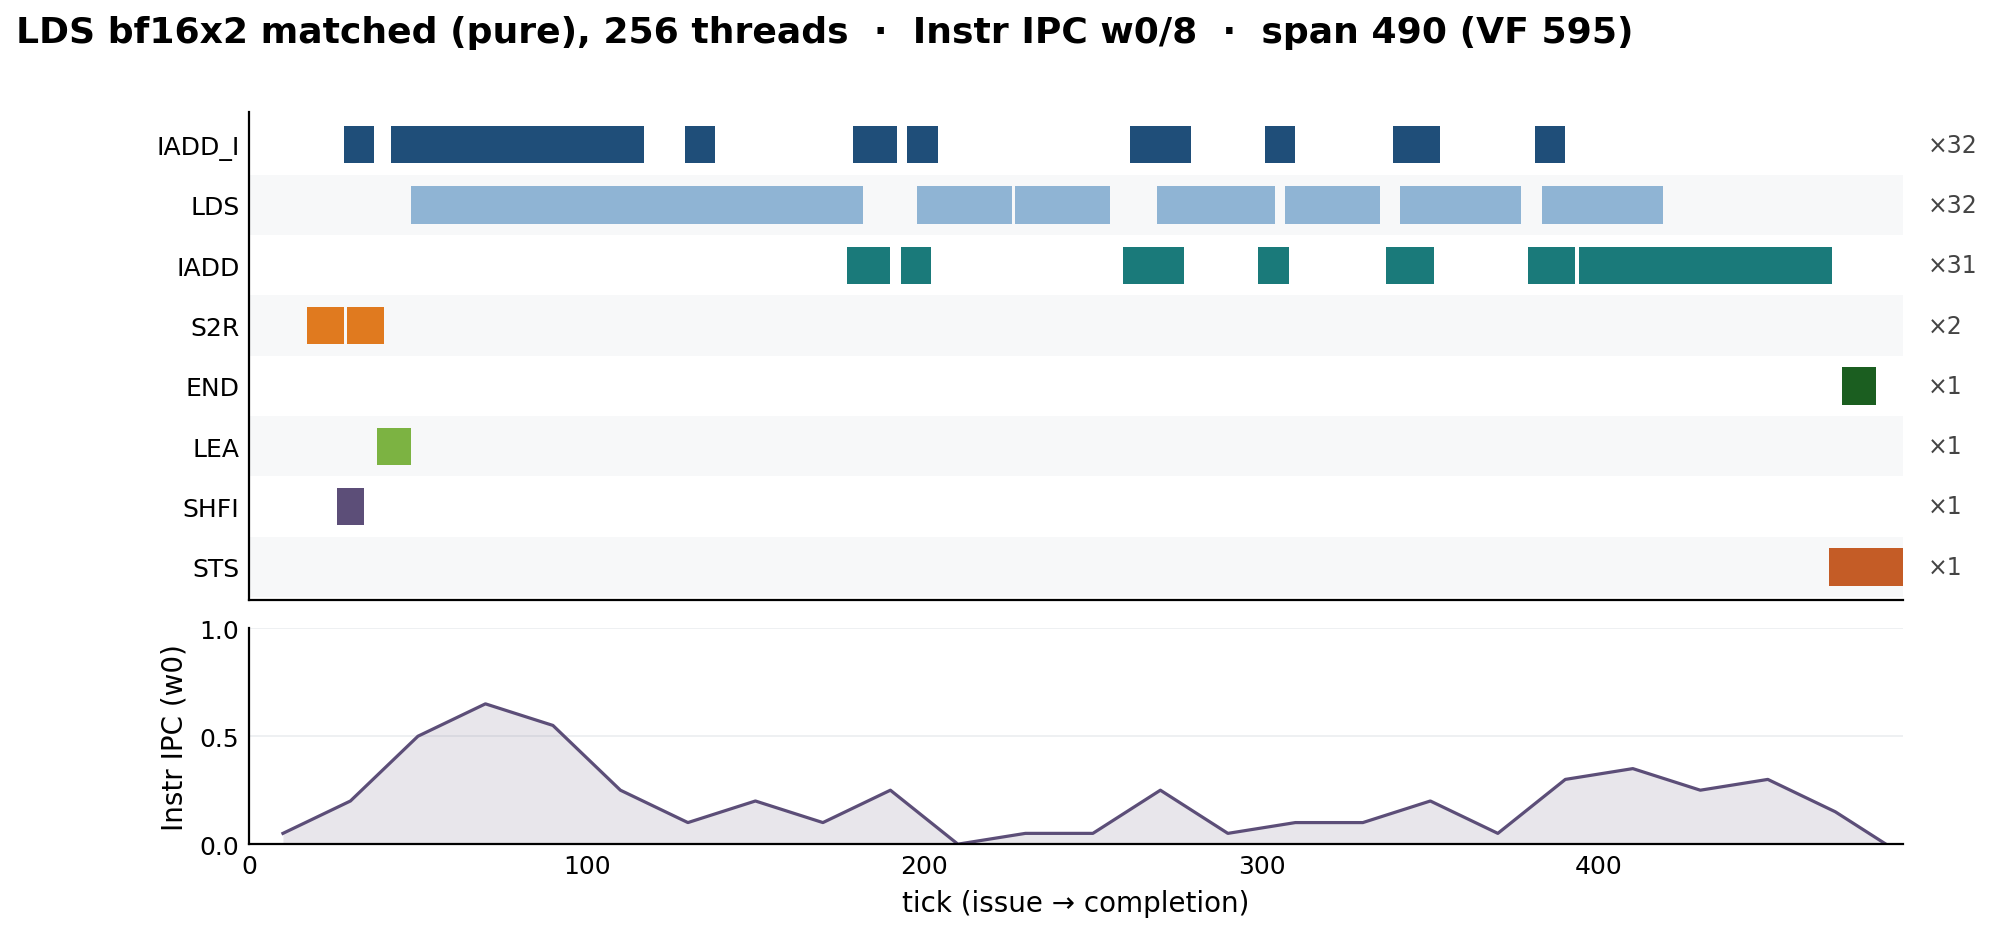 LDS bf16x2 matched (pure), 256 threads · Instr IPC w0/8 · span 490 (VF 595)
IADD_I ×32
LDS ×32
IADD ×31
S2R ×2
END ×1
LEA ×1
SHFI ×1
STS ×1
Instr IPC (w0)
1.0
0.5
0.0
0 100 200 300 400
tick (issue → completion)